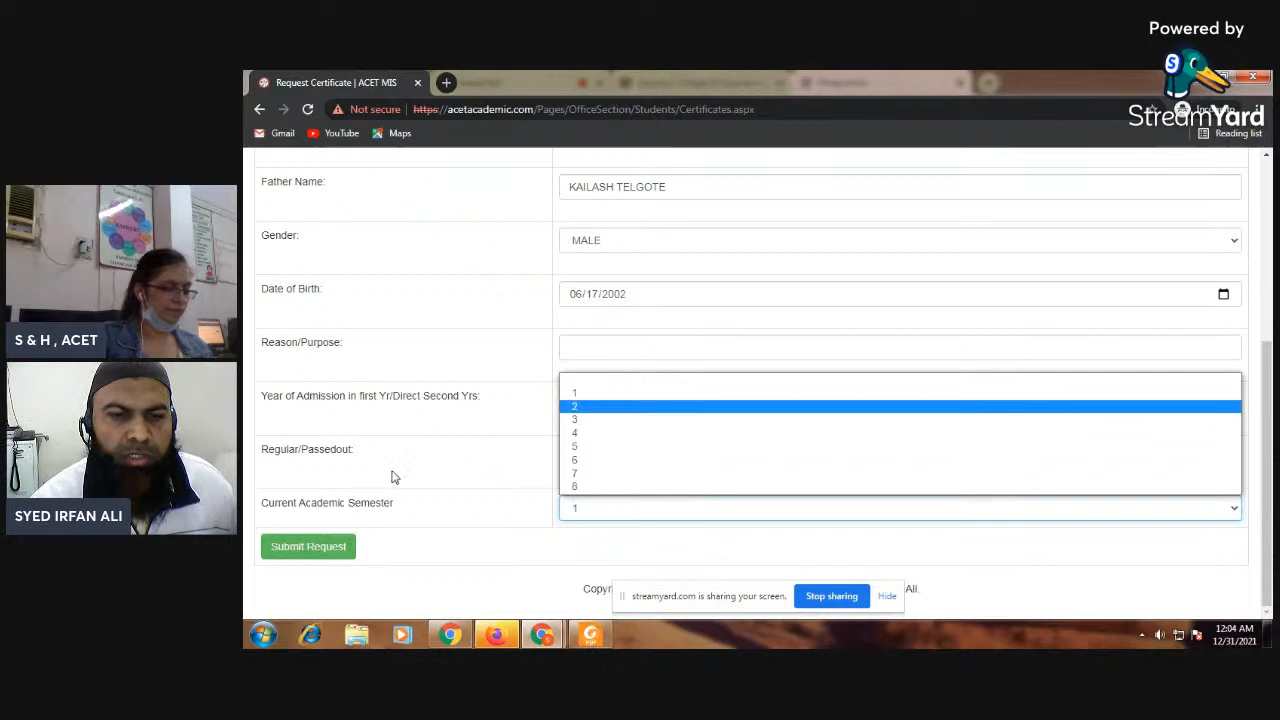 Powered by
StreamYard
Request Certificate | ACET MIS
Not secure
https://acetacademic.com/Pages/OfficeSection/Students/Certificates.aspx
Gmail
YouTube
Maps
Reading list
Father Name:
KAILASH TELGOTE
Gender:
MALE
Date of Birth:
06/17/2002
Reason/Purpose:
Year of Admission in first Yr/Direct Second Yrs:
1
2
3
4
5
6
7
8
Regular/Passedout:
Current Academic Semester
1
Submit Request
Ali.
streamyard.com is sharing your screen.
Stop sharing
Hide
12:04 AM
12/31/2021
S & H , ACET
SYED IRFAN ALI